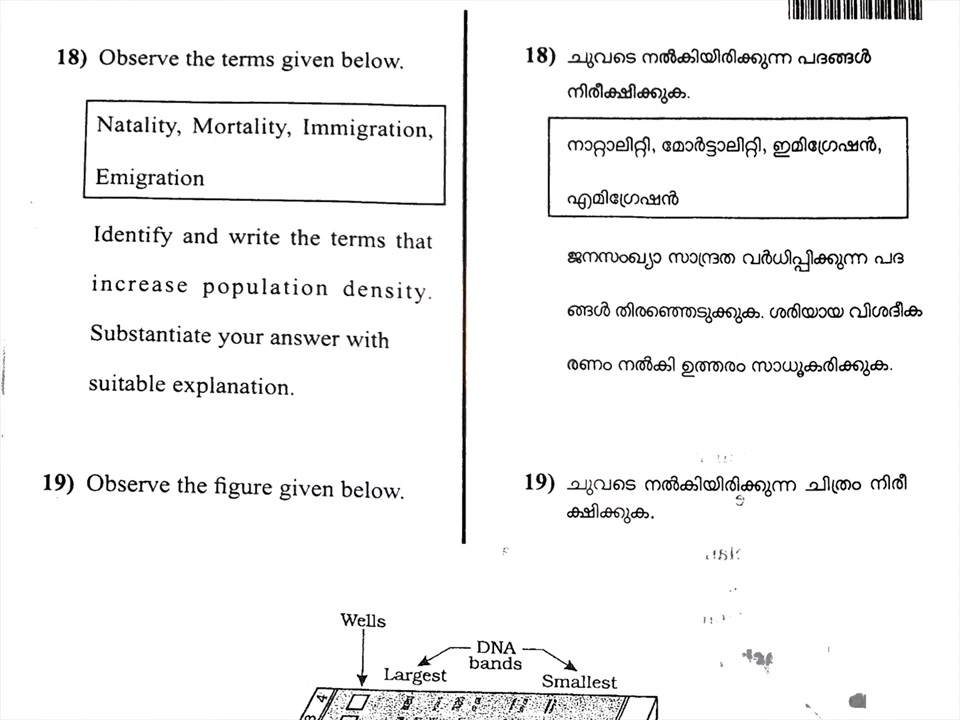 18) Observe the terms given below.
Natality, Mortality, Immigration,
Emigration
Identify and write the terms that
increase population density.
Substantiate your answer with
suitable explanation.
19) Observe the figure given below.
18) ചുവടെ നൽകിയിരിക്കുന്ന പദങ്ങൾ
നിരീക്ഷിക്കുക.
നാറ്റാലിറ്റി, മോർട്ടാലിറ്റി, ഇമിഗ്രേഷൻ,
എമിഗ്രേഷൻ
ജനസംഖ്യാ സാന്ദ്രത വർധിപ്പിക്കുന്ന പദ
ങ്ങൾ തിരഞ്ഞെടുക്കുക. ശരിയായ വിശദീക
രണം നൽകി ഉത്തരം സാധൂകരിക്കുക.
19) ചുവടെ നൽകിയിരിക്കുന്ന ചിത്രം നിരീ
ക്ഷിക്കുക.
Wells
DNA
bands
Largest
Smallest
4
3